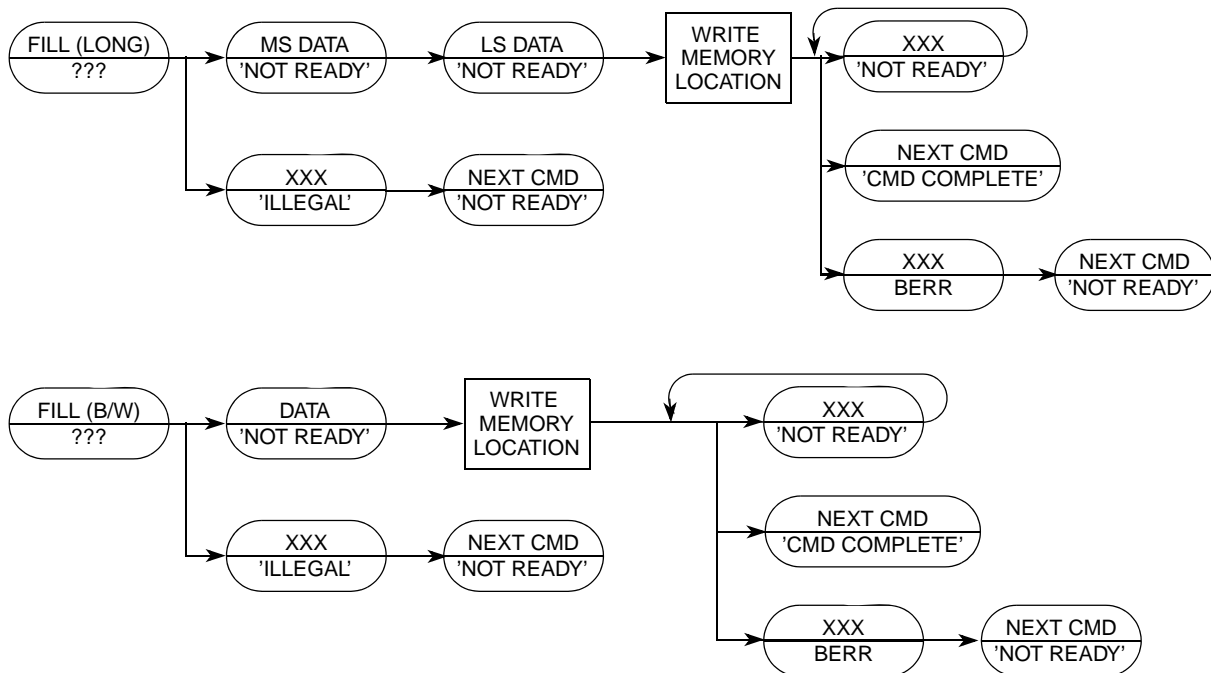 FILL (LONG)
???
MS DATA
'NOT READY'
LS DATA
'NOT READY'
WRITE
MEMORY
LOCATION
XXX
'NOT READY'
XXX
'ILLEGAL'
NEXT CMD
'NOT READY'
NEXT CMD
'CMD COMPLETE'
XXX
BERR
NEXT CMD
'NOT READY'
FILL (B/W)
???
DATA
'NOT READY'
WRITE
MEMORY
LOCATION
XXX
'NOT READY'
XXX
'ILLEGAL'
NEXT CMD
'NOT READY'
NEXT CMD
'CMD COMPLETE'
XXX
BERR
NEXT CMD
'NOT READY'